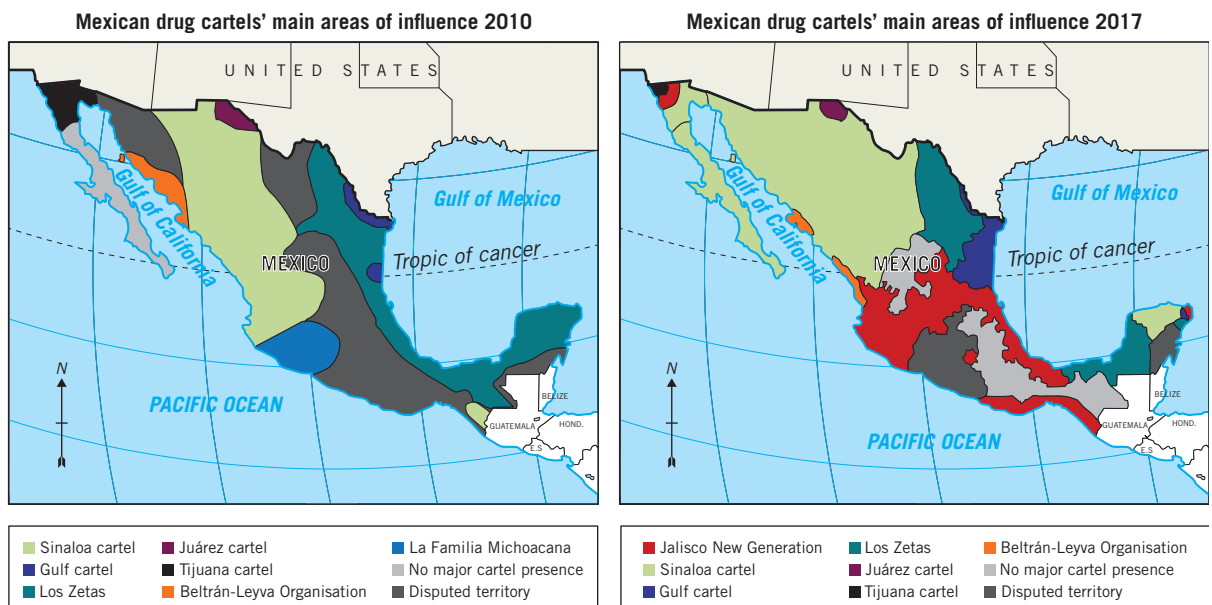 Mexican drug cartels' main areas of influence 2010
UNITED STATES
Gulf of California
Gulf of Mexico
Tropic of cancer
MEXICO
N
PACIFIC OCEAN
BELIZE
GUATEMALA
HOND.
E.S
Sinaloa cartel
Gulf cartel
Los Zetas
Juárez cartel
Tijuana cartel
Beltrán-Leyva Organisation
La Familia Michoacana
No major cartel presence
Disputed territory
Mexican drug cartels' main areas of influence 2017
UNITED STATES
Gulf of California
Gulf of Mexico
Tropic of cancer
MEXICO
N
PACIFIC OCEAN
BELIZE
GUATEMALA
HOND.
E.S
Jalisco New Generation
Sinaloa cartel
Gulf cartel
Los Zetas
Juárez cartel
Tijuana cartel
Beltrán-Leyva Organisation
No major cartel presence
Disputed territory